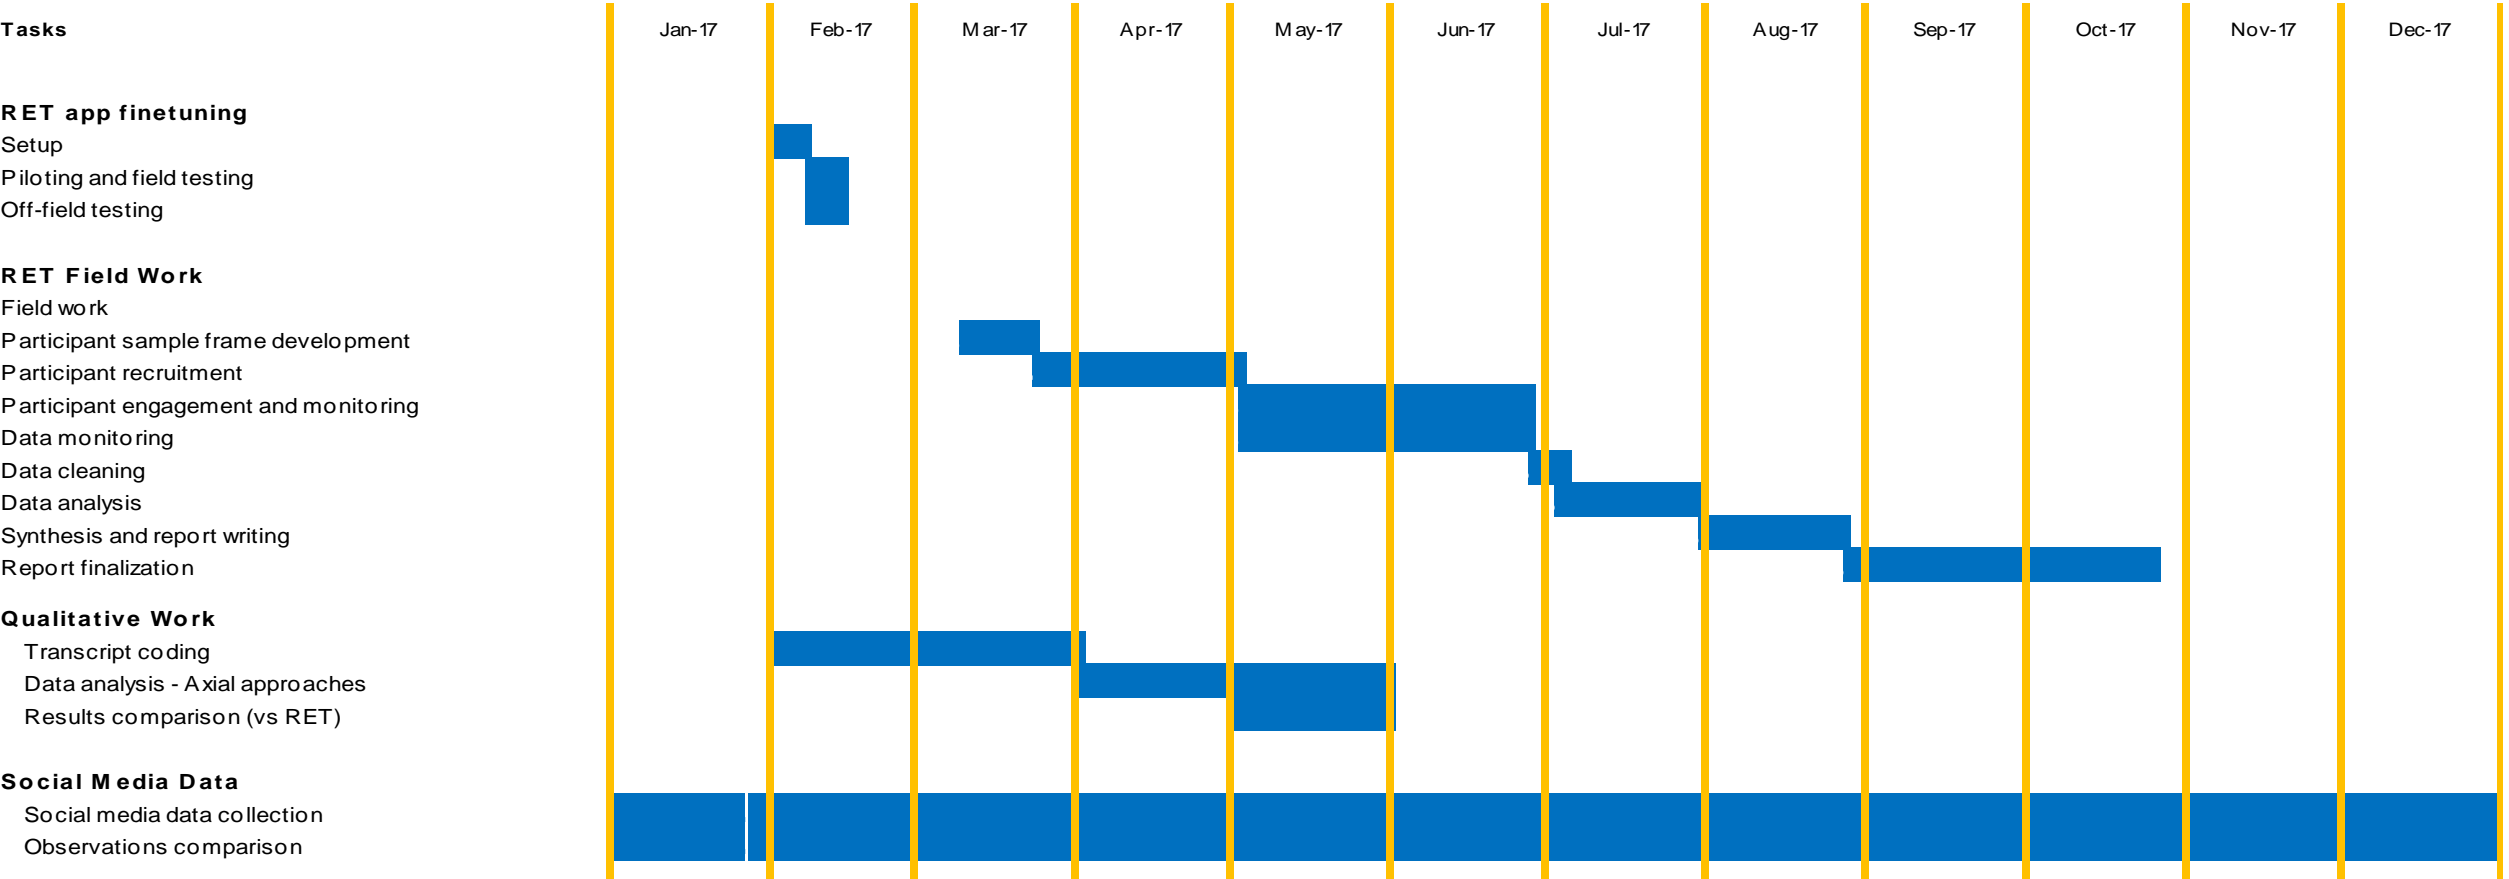 Tasks Jan-17 Feb-17 Mar-17 Apr-17 May-17 Jun-17 Jul-17 Aug-17 Sep-17 Oct-17 Nov-17 Dec-17
RET app finetuning
Setup
Piloting and field testing
Off-field testing
RET Field Work
Field work
Participant sample frame development
Participant recruitment
Participant engagement and monitoring
Data monitoring
Data cleaning
Data analysis
Synthesis and report writing
Report finalization
Qualitative Work
Transcript coding
Data analysis - Axial approaches
Results comparison (vs RET)
Social Media Data
Social media data collection
Observations comparison